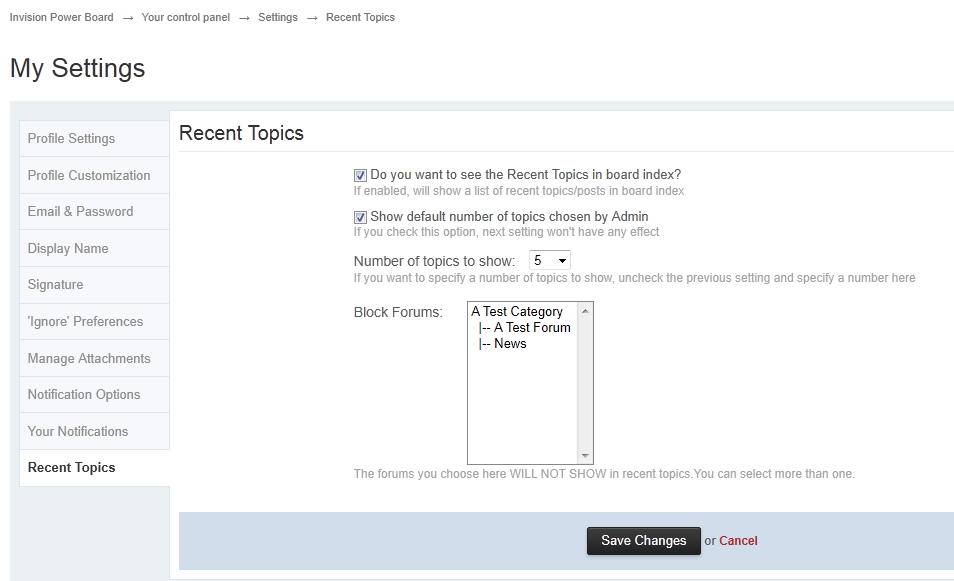 Invision Power Board → Your control panel → Settings → Recent Topics
My Settings
Profile Settings
Profile Customization
Email & Password
Display Name
Signature
'Ignore' Preferences
Manage Attachments
Notification Options
Your Notifications
Recent Topics
Recent Topics
Do you want to see the Recent Topics in board index?
If enabled, will show a list of recent topics/posts in board index
Show default number of topics chosen by Admin
If you check this option, next setting won't have any effect
Number of topics to show: 5
If you want to specify a number of topics to show, uncheck the previous setting and specify a number here
Block Forums:
A Test Category
|-- A Test Forum
|-- News
The forums you choose here WILL NOT SHOW in recent topics.You can select more than one.
Save Changes or Cancel